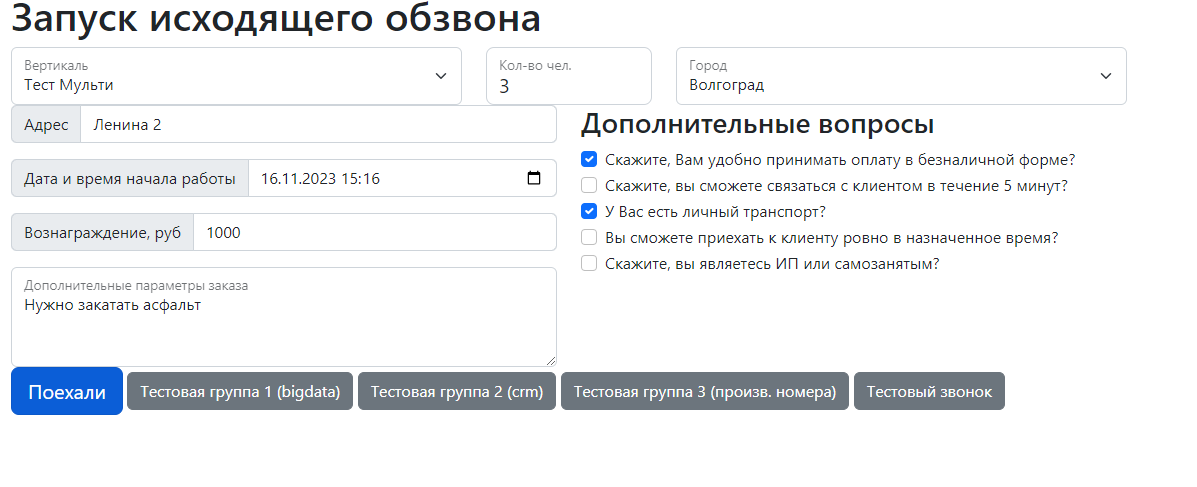 Запуск исходящего обзвона
Вертикаль
Тест Мульти
Кол-во чел.
3
Город
Волгоград
Адрес
Ленина 2
Дата и время начала работы
16.11.2023 15:16
Вознаграждение, руб
1000
Дополнительные параметры заказа
Нужно закатать асфальт
Дополнительные вопросы
Скажите, Вам удобно принимать оплату в безналичной форме?
Скажите, вы сможете связаться с клиентом в течение 5 минут?
У Вас есть личный транспорт?
Вы сможете приехать к клиенту ровно в назначенное время?
Скажите, вы являетесь ИП или самозанятым?
Поехали
Тестовая группа 1 (bigdata)
Тестовая группа 2 (crm)
Тестовая группа 3 (произв. номера)
Тестовый звонок